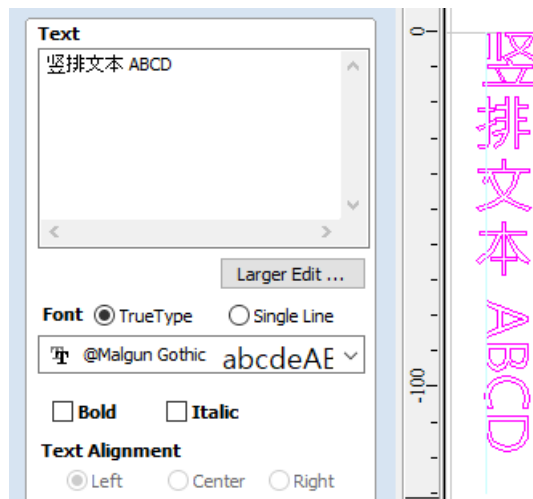 Text
竖排文本 ABCD
Larger Edit ...
Font TrueType Single Line
@Malgun Gothic abcdeAE
Bold Italic
Text Alignment
Left Center Right
0
-100
竖排文本 ABCD